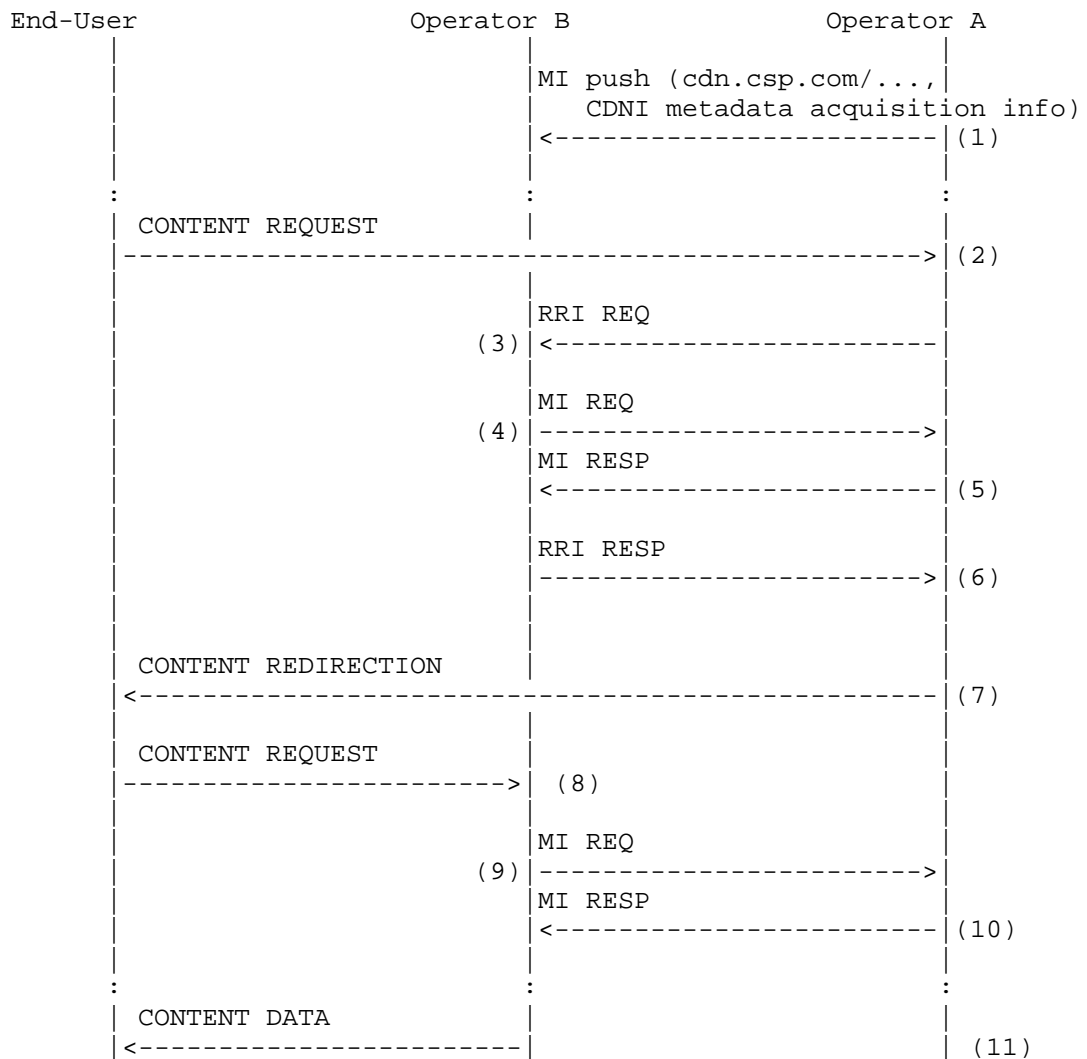 End-User Operator B Operator A
MI push (cdn.csp.com/...,
CDNI metadata acquisition info)
(1)
CONTENT REQUEST
(2)
RRI REQ
(3)
MI REQ
(4)
MI RESP
(5)
RRI RESP
(6)
CONTENT REDIRECTION
(7)
CONTENT REQUEST
(8)
MI REQ
(9)
MI RESP
(10)
CONTENT DATA
(11)